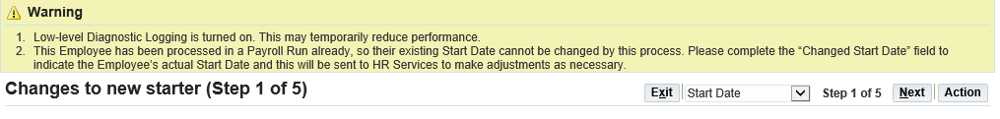 Warning
1. Low-level Diagnostic Logging is turned on. This may temporarily reduce performance.
2. This Employee has been processed in a Payroll Run already, so their existing Start Date cannot be changed by this process. Please complete the “Changed Start Date” field to
indicate the Employee’s actual Start Date and this will be sent to HR Services to make adjustments as necessary.
Changes to new starter (Step 1 of 5) Exit Start Date Step 1 of 5 Next Action